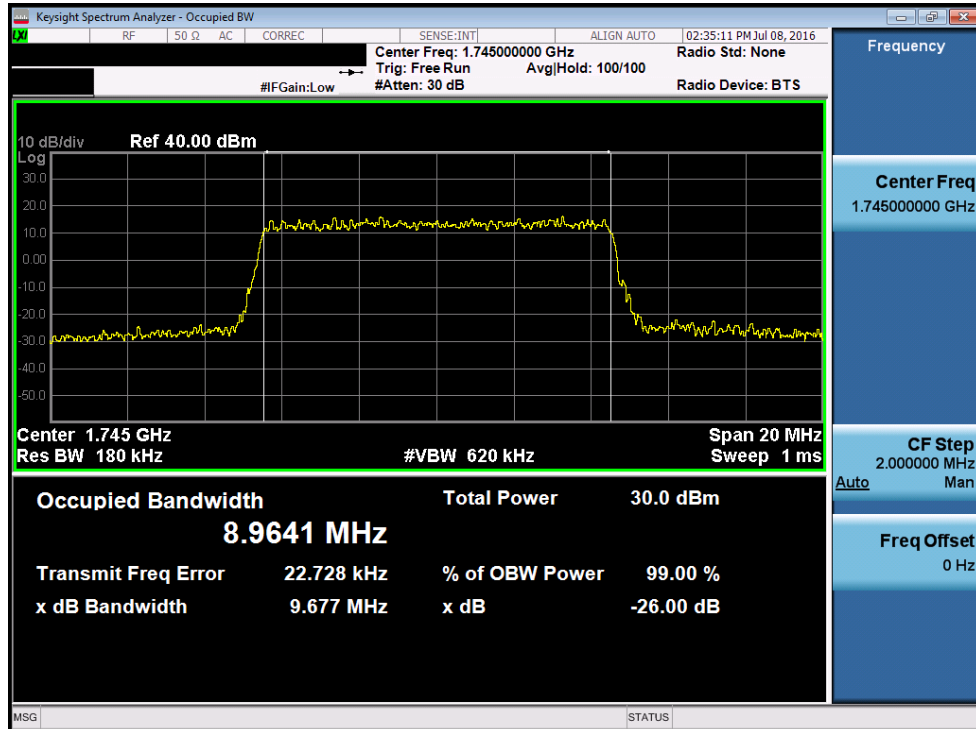 Keysight Spectrum Analyzer - Occupied BW
LXI RF 50 Ω AC CORREC SENSE:INT ALIGN AUTO 02:35:11 PM Jul 08, 2016
Center Freq: 1.745000000 GHz Radio Std: None
Trig: Free Run Avg|Hold: 100/100
#IFGain:Low #Atten: 30 dB Radio Device: BTS
10 dB/div Ref 40.00 dBm
Log
30.0
20.0
10.0
0.00
-10.0
-20.0
-30.0
-40.0
-50.0
Center 1.745 GHz Span 20 MHz
Res BW 180 kHz #VBW 620 kHz Sweep 1 ms
Occupied Bandwidth Total Power 30.0 dBm
8.9641 MHz
Transmit Freq Error 22.728 kHz % of OBW Power 99.00 %
x dB Bandwidth 9.677 MHz x dB -26.00 dB
MSG STATUS
Frequency
Center Freq
1.745000000 GHz
CF Step
2.000000 MHz
Auto Man
Freq Offset
0 Hz